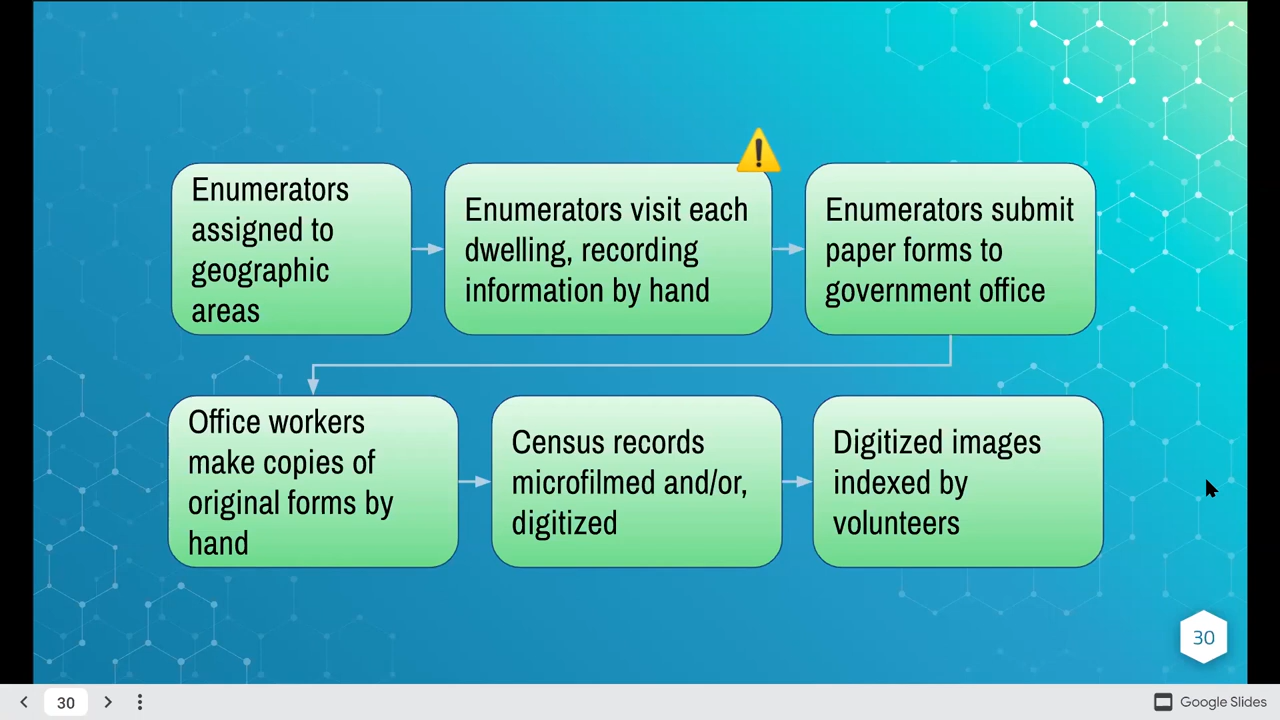 Enumerators
assigned to
geographic
areas
Enumerators visit each
dwelling, recording
information by hand
Enumerators submit
paper forms to
government office
Office workers
make copies of
original forms by
hand
Census records
microfilmed and/or,
digitized
Digitized images
indexed by
volunteers
30
30
Google Slides